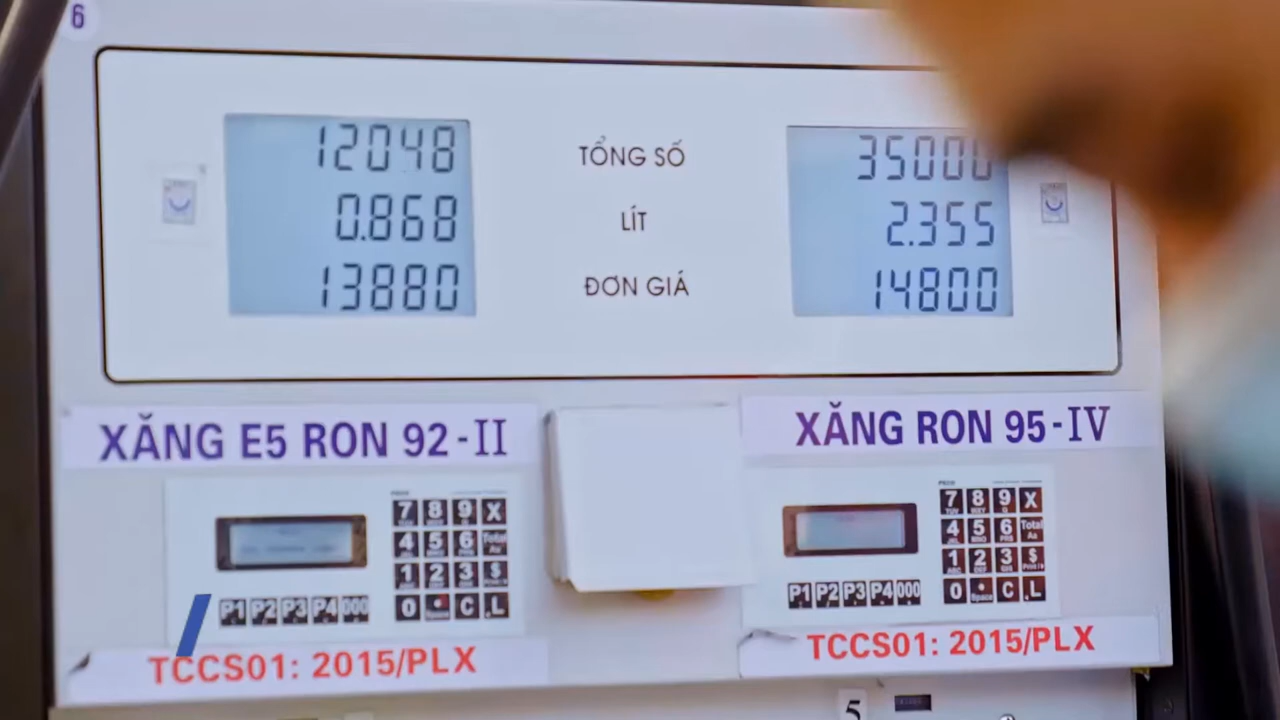 6
12048 TỔNG SỐ 35000
0.868 LÍT 2.355
13880 ĐƠN GIÁ 14800
XĂNG E5 RON 92-II
XĂNG RON 95-IV
7 8 9 X
4 5 6 Total
1 2 3 $
0 C .L
P1 P2 P3 P4 000
7 8 9 X
4 5 6 Total
1 2 3 $
0 Space C .L
P1 P2 P3 P4 000
TCCS01: 2015/PLX
TCCS01: 2015/PLX
5